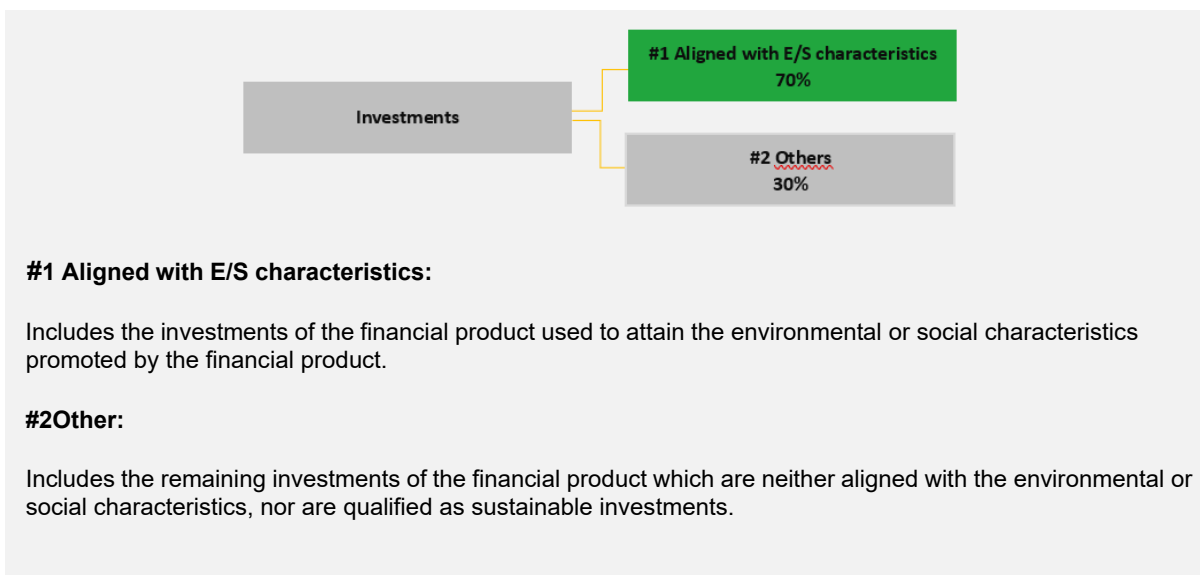 #1 Aligned with E/S characteristics
70%
Investments
#2 Others
30%
#1 Aligned with E/S characteristics:
Includes the investments of the financial product used to attain the environmental or social characteristics
promoted by the financial product.
#2Other:
Includes the remaining investments of the financial product which are neither aligned with the environmental or
social characteristics, nor are qualified as sustainable investments.